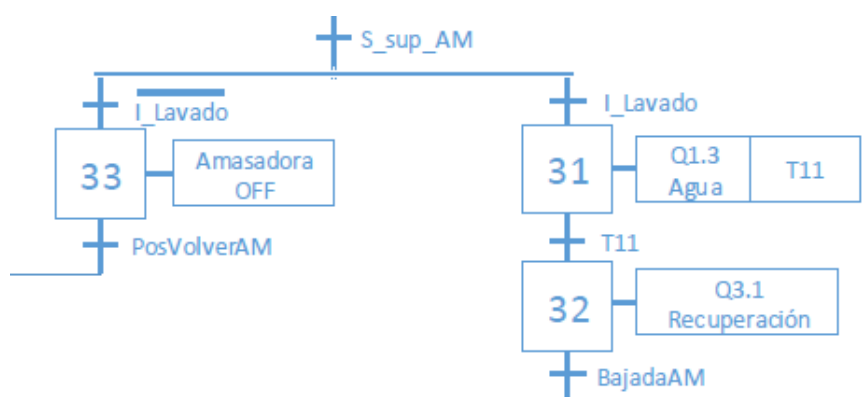 S_sup_AM
I_Lavado
I_Lavado
33
Amasadora
OFF
31
Q1.3
Agua
T11
PosVolverAM
T11
32
Q3.1
Recuperación
BajadaAM